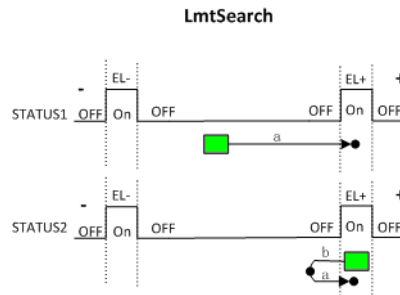 LmtSearch
- EL- EL+ +
STATUS1 OFF On OFF OFF On OFF
a
- EL- EL+ +
STATUS2 OFF On OFF OFF On OFF
b
a